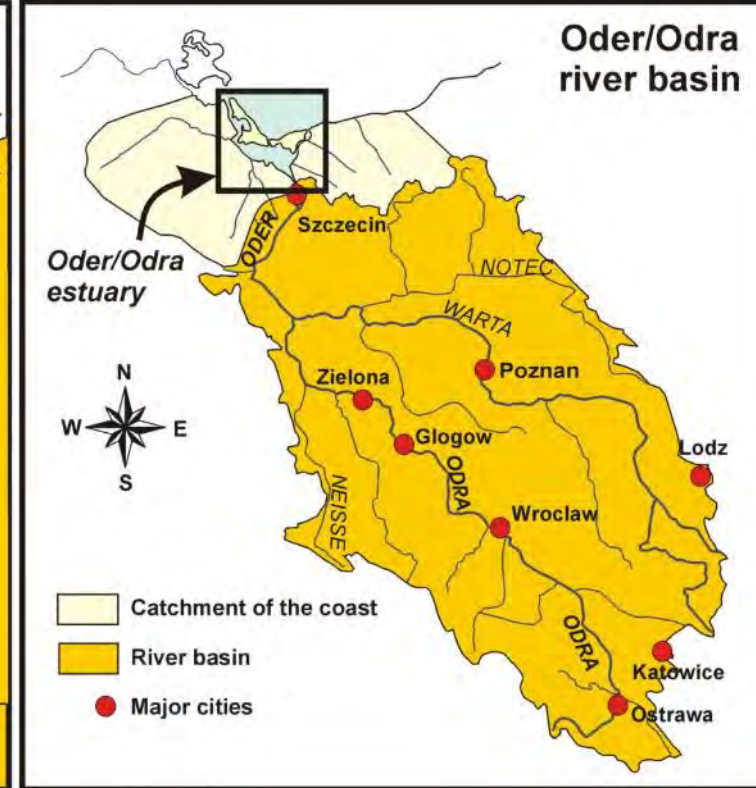 Oder/Odra
river basin
Szczecin
ODER
Oder/Odra
estuary
NOTEC
WARTA
Poznan
Zielona
N
W
E
S
Glogow
Lodz
ODRA
NEISSE
Wroclaw
Catchment of the coast
River basin
Major cities
ODRA
Katowice
Ostrawa